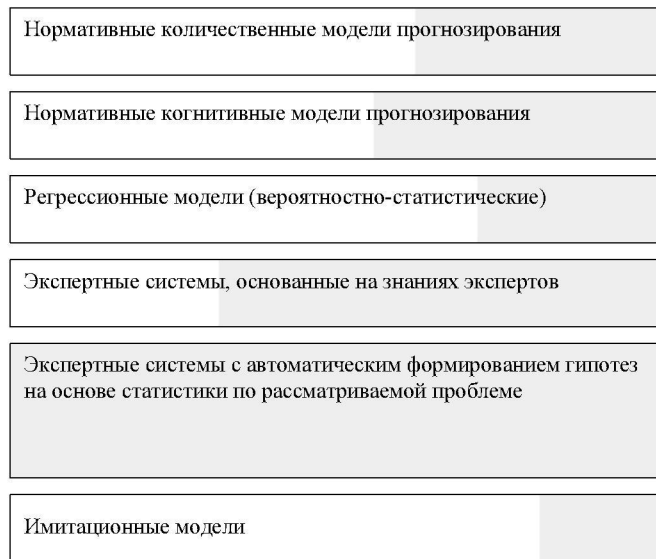 Нормативные количественные модели прогнозирования
Нормативные когнитивные модели прогнозирования
Регрессионные модели (вероятностно-статистические)
Экспертные системы, основанные на знаниях экспертов
Экспертные системы с автоматическим формированием гипотез
на основе статистики по рассматриваемой проблеме
Имитационные модели